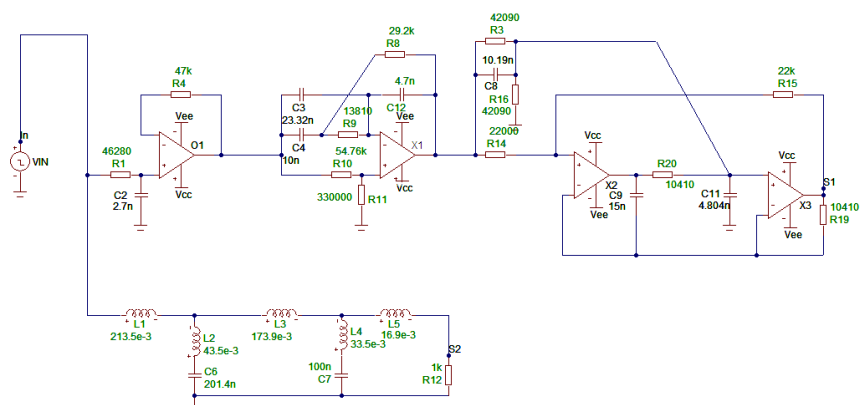 In
VIN
46280
R1
C2
2.7n
47k
R4
Vee
O1
Vcc
C3
23.32n
C4
10n
13810
R9
54.76k
R10
330000
R11
29.2k
R8
4.7n
C12
Vee
X1
Vcc
42090
R3
10.19n
C8
R16
42090
22000
R14
22k
R15
Vcc
X2
Vee
C9
15n
R20
10410
C11
4.804n
Vcc
S1
X3
Vee
10410
R19
L1
213.5e-3
L2
43.5e-3
C6
201.4n
L3
173.9e-3
L4
33.5e-3
100n
C7
L5
16.9e-3
S2
1k
R12